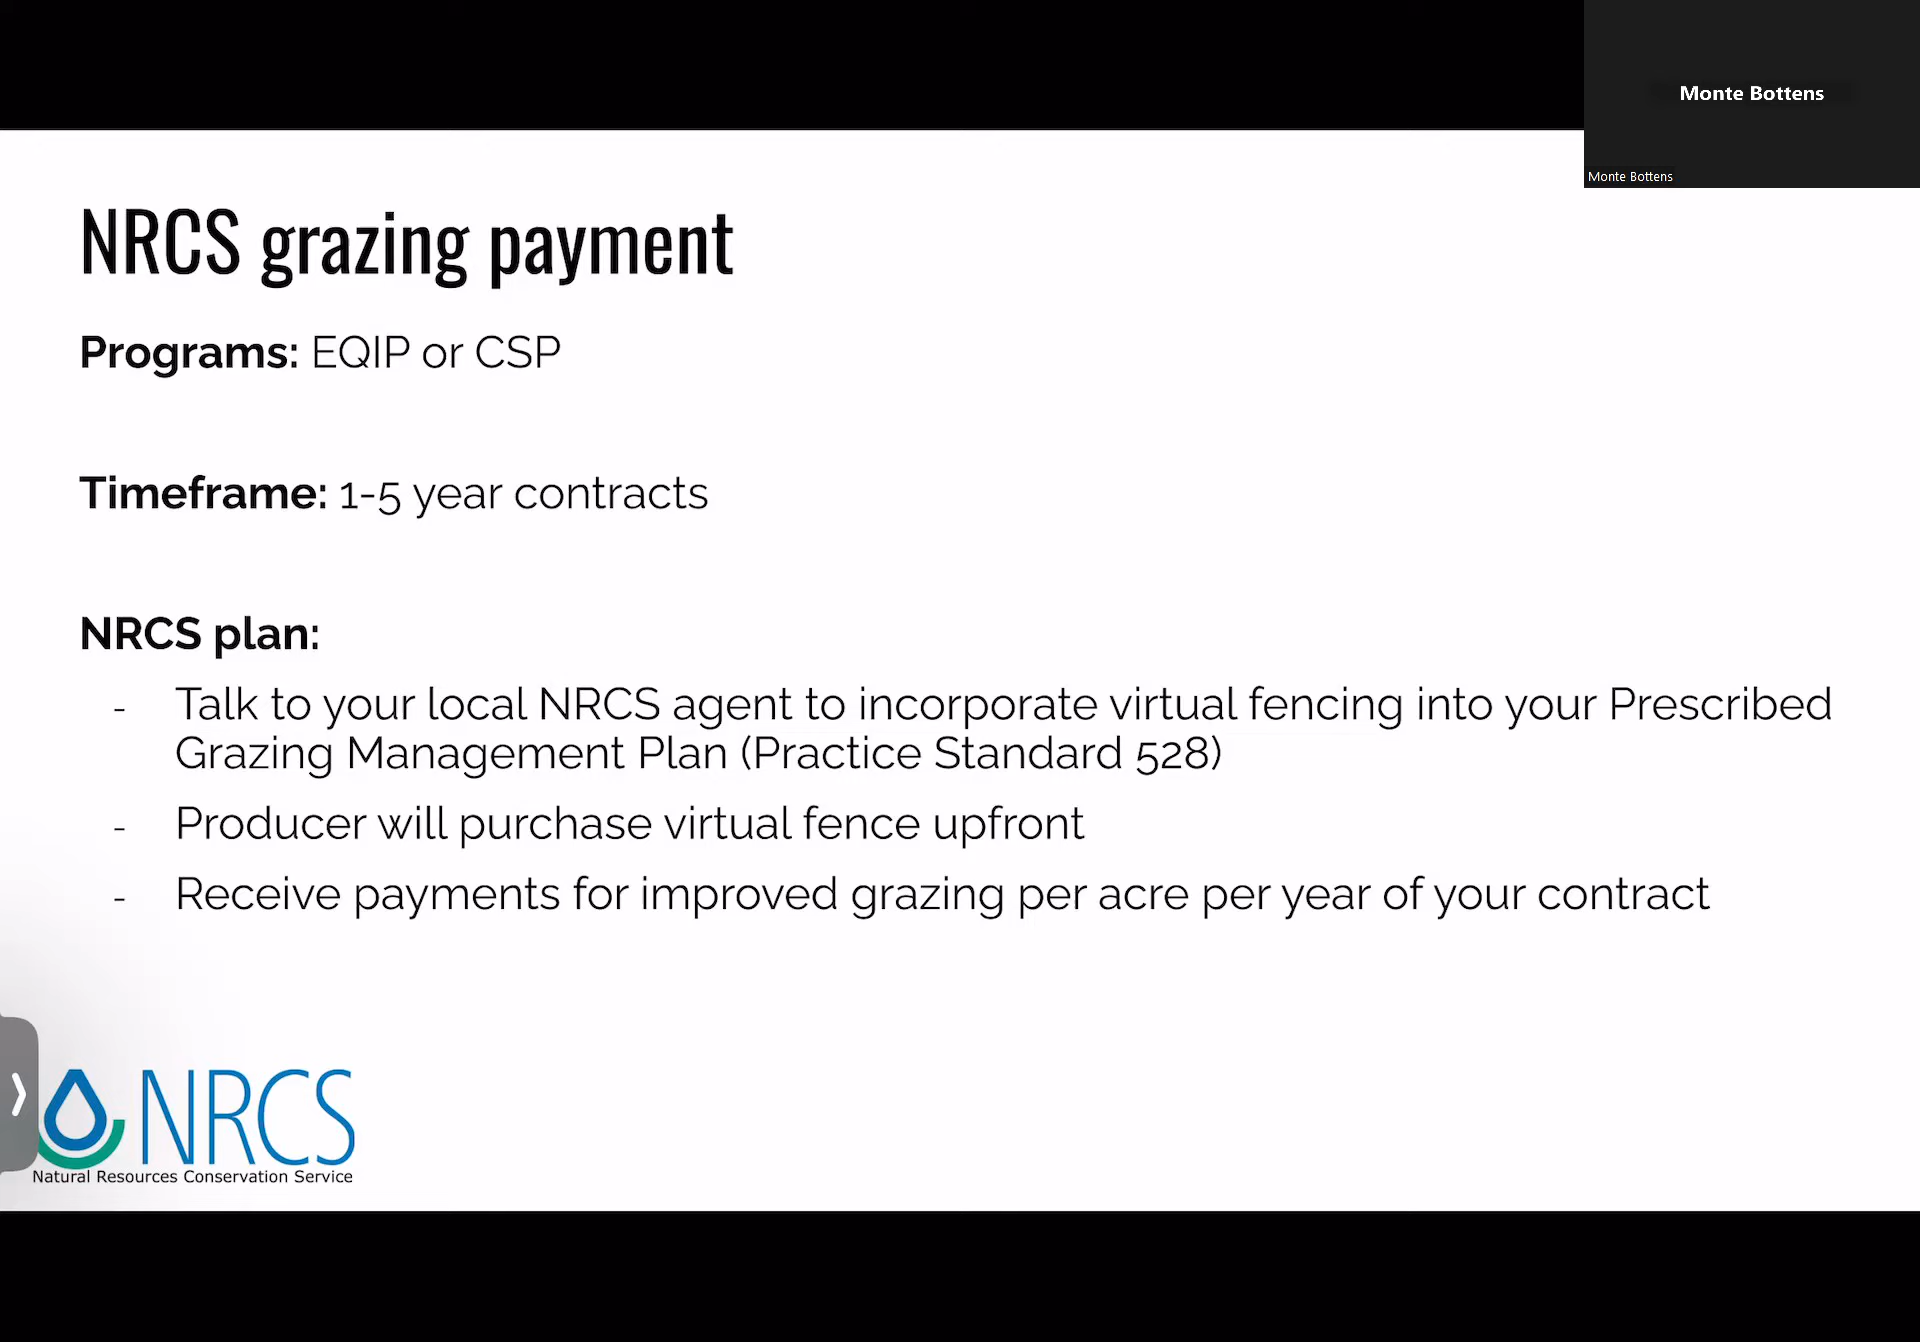 Monte Bottens
Monte Bottens
NRCS grazing payment
Programs: EQIP or CSP
Timeframe: 1-5 year contracts
NRCS plan:
- Talk to your local NRCS agent to incorporate virtual fencing into your Prescribed
Grazing Management Plan (Practice Standard 528)
- Producer will purchase virtual fence upfront
- Receive payments for improved grazing per acre per year of your contract
NRCS
Natural Resources Conservation Service